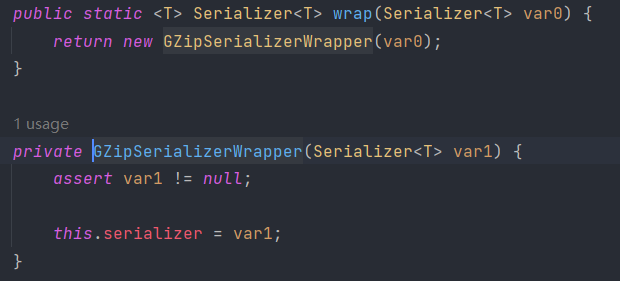 public static <T> Serializer<T> wrap(Serializer<T> var0) {
return new GZipSerializerWrapper(var0);
}
1 usage
private GZipSerializerWrapper(Serializer<T> var1) {
assert var1 != null;
this.serializer = var1;
}